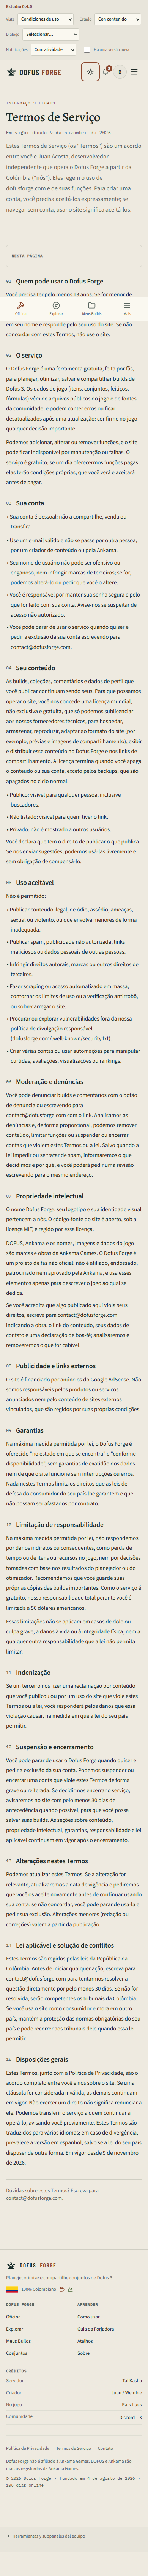 Estudio 0.6.0
Vista Condiciones de uso Estado Con contenido
Diálogo Seleccionar...
Notificações Com atividade
DOFUS FORGE
INFORMAÇÕES LEGAIS
Termos de Serviço
Em vigor desde 9 de novembro de 2026
Estes Termos de Serviço (os "Termos") são um acordo
entre você e Juan Acosta, desenvolvedor
independente que opera o Dofus Forge a partir da
Colômbia ("nós"). Eles regem o uso de
dofusforge.com e de suas funções. Para criar uma
conta, pedimos que você os aceite expressamente; se
navegar sem conta, usar o site significa aceitá-los.
NESTA PÁGINA
01 Quem pode usar o Dofus Forge
Você precisa ter pelo menos 13 anos. Se for menor de
Oficina Explorar Meus Builds Mais
em seu nome e responde pelo seu uso do site. Se não
concordar com estes Termos, não use o site.
02 O serviço
O Dofus Forge é uma ferramenta gratuita, feita por fãs,
para planejar, otimizar, salvar e compartilhar builds de
Dofus 3. Os dados do jogo (itens, conjuntos, feitiços,
fórmulas) vêm de arquivos públicos do jogo e de fontes
da comunidade, e podem conter erros ou ficar
desatualizados após uma atualização: confirme no jogo
qualquer decisão importante.
Podemos adicionar, alterar ou remover funções, e o site
pode ficar indisponível por manutenção ou falhas. O
serviço é gratuito; se um dia oferecermos funções pagas,
elas terão condições próprias, que você verá e aceitará
antes de pagar.
03 Sua conta
• Sua conta é pessoal: não a compartilhe, venda ou
transfira.
• Use um e-mail válido e não se passe por outra pessoa,
por um criador de conteúdo ou pela Ankama.
• Seu nome de usuário não pode ser ofensivo ou
enganoso, nem infringir marcas de terceiros; se for,
podemos alterá-lo ou pedir que você o altere.
• Você é responsável por manter sua senha segura e pelo
que for feito com sua conta. Avise-nos se suspeitar de
acesso não autorizado.
• Você pode parar de usar o serviço quando quiser e
pedir a exclusão da sua conta escrevendo para
contact@dofusforge.com.
04 Seu conteúdo
As builds, coleções, comentários e dados de perfil que
você publicar continuam sendo seus. Para que possamos
operar o site, você nos concede uma licença mundial,
não exclusiva e gratuita, que só podemos sublicenciar
aos nossos fornecedores técnicos, para hospedar,
armazenar, reproduzir, adaptar ao formato do site (por
exemplo, prévias e imagens de compartilhamento), exibir
e distribuir esse conteúdo no Dofus Forge e nos links de
compartilhamento. A licença termina quando você apaga
o conteúdo ou sua conta, exceto pelos backups, que são
apagados no ciclo normal.
• Público: visível para qualquer pessoa, inclusive
buscadores.
• Não listado: visível para quem tiver o link.
• Privado: não é mostrado a outros usuários.
Você declara que tem o direito de publicar o que publica.
Se nos enviar sugestões, podemos usá-las livremente e
sem obrigação de compensá-lo.
05 Uso aceitável
Não é permitido:
• Publicar conteúdo ilegal, de ódio, assédio, ameaças,
sexual ou violento, ou que envolva menores de forma
inadequada.
• Publicar spam, publicidade não autorizada, links
maliciosos ou dados pessoais de outras pessoas.
• Infringir direitos autorais, marcas ou outros direitos de
terceiros.
• Fazer scraping ou acesso automatizado em massa,
contornar os limites de uso ou a verificação antirrobô,
ou sobrecarregar o site.
• Procurar ou explorar vulnerabilidades fora da nossa
política de divulgação responsável
(dofusforge.com/.well-known/security.txt).
• Criar várias contas ou usar automações para manipular
curtidas, avaliações, visualizações ou rankings.
06 Moderação e denúncias
Você pode denunciar builds e comentários com o botão
de denúncia ou escrevendo para
contact@dofusforge.com com o link. Analisamos as
denúncias e, de forma proporcional, podemos remover
conteúdo, limitar funções ou suspender ou encerrar
contas que violem estes Termos ou a lei. Salvo quando a
lei impedir ou se tratar de spam, informamos o que
decidimos e por quê, e você poderá pedir uma revisão
escrevendo para o mesmo endereço.
07 Propriedade intelectual
O nome Dofus Forge, seu logotipo e sua identidade visual
pertencem a nós. O código-fonte do site é aberto, sob a
licença MIT, e regido por essa licença.
DOFUS, Ankama e os nomes, imagens e dados do jogo
são marcas e obras da Ankama Games. O Dofus Forge é
um projeto de fãs não oficial: não é afiliado, endossado,
patrocinado nem aprovado pela Ankama, e usa esses
elementos apenas para descrever o jogo ao qual se
dedica.
Se você acredita que algo publicado aqui viola seus
direitos, escreva para contact@dofusforge.com
indicando a obra, o link do conteúdo, seus dados de
contato e uma declaração de boa-fé; analisaremos e
removeremos o que for cabível.
08 Publicidade e links externos
O site é financiado por anúncios do Google AdSense. Não
somos responsáveis pelos produtos ou serviços
anunciados nem pelo conteúdo de sites externos
vinculados, que são regidos por suas próprias condições.
09 Garantias
Na máxima medida permitida por lei, o Dofus Forge é
oferecido "no estado em que se encontra" e "conforme
disponibilidade", sem garantias de exatidão dos dados
nem de que o site funcione sem interrupções ou erros.
Nada nestes Termos limita os direitos que as leis de
defesa do consumidor do seu país lhe garantem e que
não possam ser afastados por contrato.
10 Limitação de responsabilidade
Na máxima medida permitida por lei, não respondemos
por danos indiretos ou consequentes, como perda de
tempo ou de itens ou recursos no jogo, nem por decisões
tomadas com base nos resultados do planejador ou do
otimizador. Recomendamos que você guarde suas
próprias cópias das builds importantes. Como o serviço é
gratuito, nossa responsabilidade total perante você é
limitada a 50 dólares americanos.
Essas limitações não se aplicam em casos de dolo ou
culpa grave, a danos à vida ou à integridade física, nem a
qualquer responsabilidade que a lei não permita
limitar.
11 Indenização
Se um terceiro nos fizer uma reclamação por conteúdo
que você publicou ou por um uso do site que viole estes
Termos ou a lei, você responderá pelos danos que essa
violação causar, na medida em que a lei do seu país
permitir.
12 Suspensão e encerramento
Você pode parar de usar o Dofus Forge quando quiser e
pedir a exclusão da sua conta. Podemos suspender ou
encerrar uma conta que viole estes Termos de forma
grave ou reiterada. Se decidirmos encerrar o serviço,
avisaremos no site com pelo menos 30 dias de
antecedência quando possível, para que você possa
salvar suas builds. As seções sobre conteúdo,
propriedade intelectual, garantias, responsabilidade e lei
aplicável continuam em vigor após o encerramento.
13 Alterações nestes Termos
Podemos atualizar estes Termos. Se a alteração for
relevante, atualizaremos a data de vigência e pediremos
que você os aceite novamente antes de continuar usando
sua conta; se não concordar, você pode parar de usá-la e
pedir sua exclusão. Alterações menores (redação ou
correções) valem a partir da publicação.
14 Lei aplicável e solução de conflitos
Estes Termos são regidos pelas leis da República da
Colômbia. Antes de iniciar qualquer ação, escreva para
contact@dofusforge.com para tentarmos resolver a
questão diretamente por pelo menos 30 dias. Se não for
resolvida, serão competentes os tribunais da Colômbia.
Se você usa o site como consumidor em outro país,
mantém a proteção das normas obrigatórias do seu país
e pode recorrer aos tribunais dele quando essa lei
permitir.
15 Disposições gerais
Estes Termos, junto com a Política de Privacidade, são o
acordo completo entre você e nós sobre o site. Se uma
cláusula for considerada inválida, as demais continuam
em vigor. Não exercer um direito não significa renunciar
a ele. Podemos transferir o serviço a quem continuar a
operá-lo, avisando você previamente. Estes Termos são
traduzidos para vários idiomas; em caso de divergência,
prevalece a versão em espanhol, salvo se a lei do seu país
der prioridade a outra. Em vigor desde 9 de novembro
de 2026.
Dúvidas sobre estes Termos? Escreva para
contact@dofusforge.com.
DOFUS FORGE
Planeje, otimize e compartilhe conjuntos de Dofus 3.
100% Colombiano
DOFUS FORGE APRENDER
Oficina Como usar
Explorar Guia da Forjadora
Meus Builds Atalhos
Conjuntos Sobre
CRÉDITOS
Servidor Tal Kasha
Criador Juan / Wembie
No jogo Raik-Luck
Comunidade Discord X
Política de Privacidade Termos de Serviço Contato
Dofus Forge não é afiliado à Ankama Games. DOFUS e Ankama são
marcas registradas da Ankama Games.
Herramientas y subpaneles del equipo